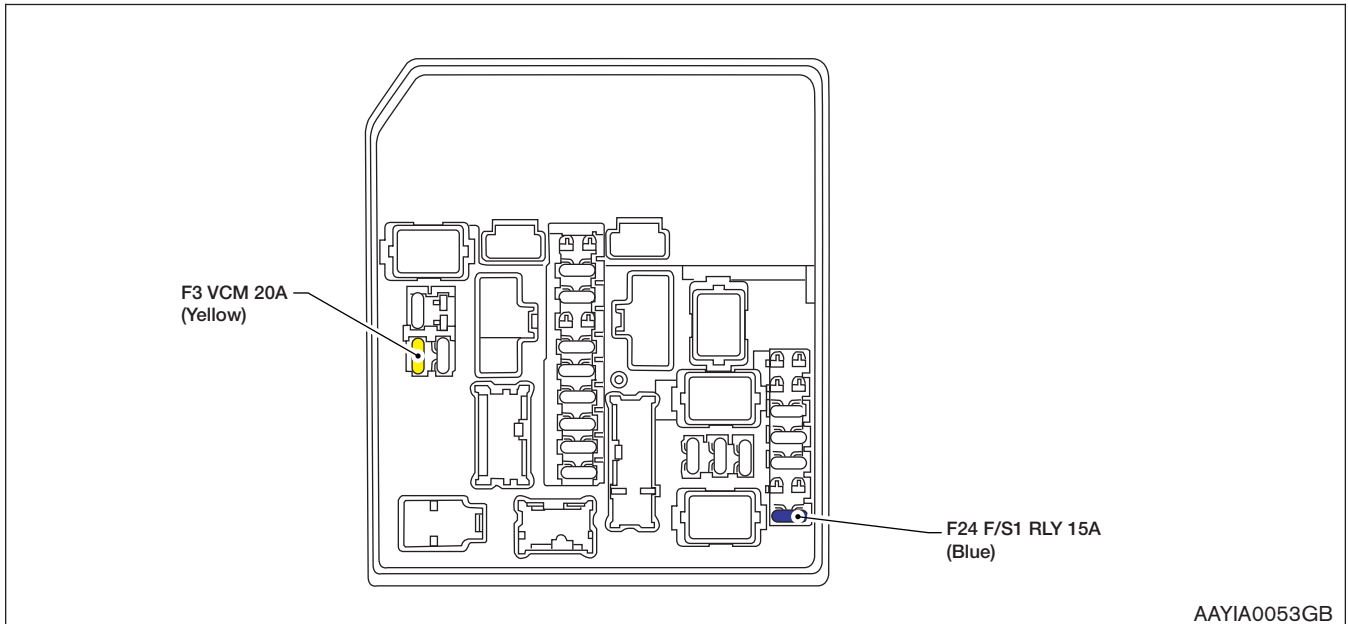 F3 VCM 20A
(Yellow)
F24 F/S1 RLY 15A
(Blue)
AAYIA0053GB